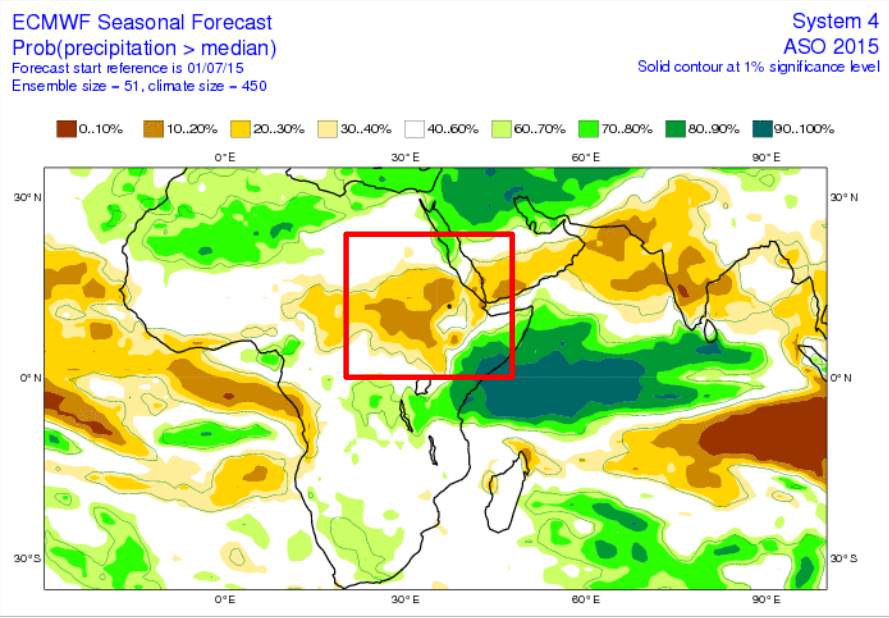 ECMWF Seasonal Forecast
System 4
Prob(precipitation > median)
ASO 2015
Forecast start reference is 01/07/15
Solid contour at 1% significance level
Ensemble size = 51, climate size = 450
0..10% 10..20% 20..30% 30..40% 40..60% 60..70% 70..80% 80..90% 90..100%
0°E 30°E 60°E 90°E
30°N 30°N
0°N 0°N
30°S 30°S
0°E 30°E 60°E 90°E